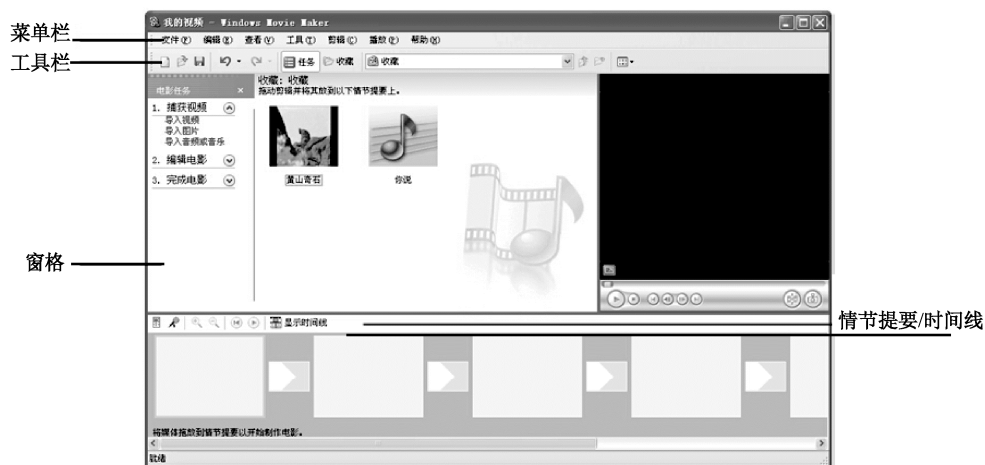 我的视频 - Windows Movie Maker
菜单栏
文件(F) 编辑(E) 查看(V) 工具(T) 剪辑(C) 播放(P) 帮助(H)
工具栏
任务 收藏 收藏
电影任务 ×
收藏: 收藏
拖动剪辑并将其放到以下情节提要上。
1. 捕获视频
导入视频
导入图片
导入音频或音乐
2. 编辑电影
3. 完成电影
黄山奇石
你说
窗格
显示时间线
情节提要/时间线
将媒体拖放到情节提要以开始制作电影。
就绪